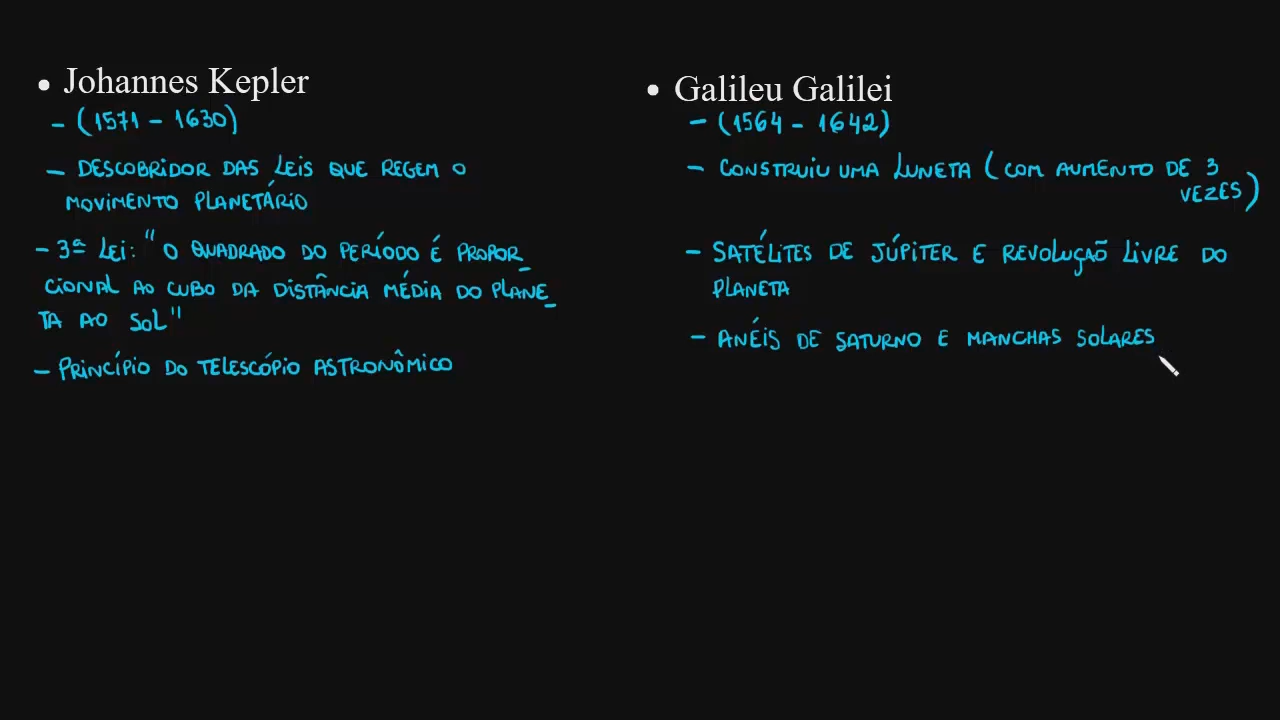 • Johannes Kepler
– (1571 – 1630)
– DESCOBRIDOR DAS LEIS QUE REGEM O
MOVIMENTO PLANETÁRIO
– 3ª LEI: "O QUADRADO DO PERÍODO É PROPOR_
CIONAL AO CUBO DA DISTÂNCIA MÉDIA DO PLANE_
TA AO SOL"
– PRINCÍPIO DO TELESCÓPIO ASTRONÔMICO
• Galileu Galilei
– (1564 – 1642)
– CONSTRUIU UMA LUNETA (COM AUMENTO DE 3
VEZES)
– SATÉLITES DE JÚPITER E REVOLUÇÃO LIVRE DO
PLANETA
– ANÉIS DE SATURNO E MANCHAS SOLARES